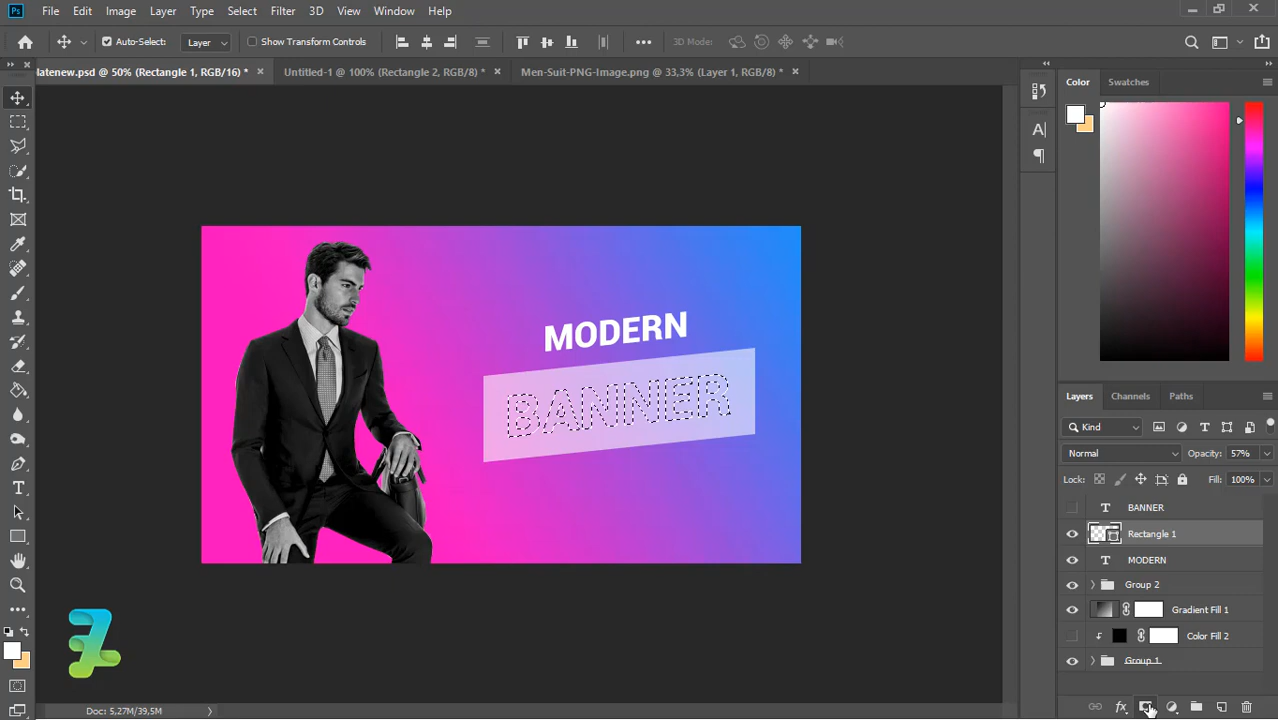 Ps File Edit Image Layer Type Select Filter 3D View Window Help
Auto-Select: Layer Show Transform Controls 3D Mode:
latenew.psd @ 50% (Rectangle 1, RGB/16) * Untitled-1 @ 100% (Rectangle 2, RGB/8) * Men-Suit-PNG-Image.png @ 33,3% (Layer 1, RGB/8) *
Color Swatches
MODERN
BANNER
Layers Channels Paths
Kind
Normal Opacity: 57%
Lock: Fill: 100%
BANNER
Rectangle 1
MODERN
Group 2
Gradient Fill 1
Color Fill 2
Group 1
fx
Doc: 5,27M/39,5M